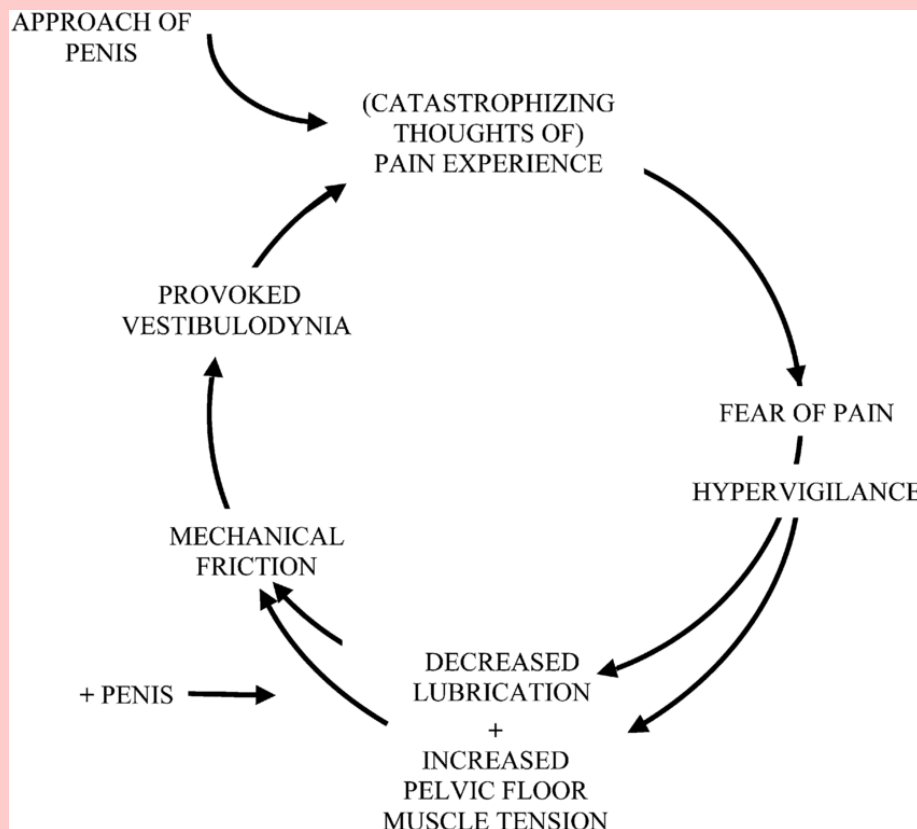 APPROACH OF
PENIS
(CATASTROPHIZING
THOUGHTS OF)
PAIN EXPERIENCE
FEAR OF PAIN
HYPERVIGILANCE
DECREASED
LUBRICATION
+
INCREASED
PELVIC FLOOR
MUSCLE TENSION
+ PENIS
MECHANICAL
FRICTION
PROVOKED
VESTIBULODYNIA